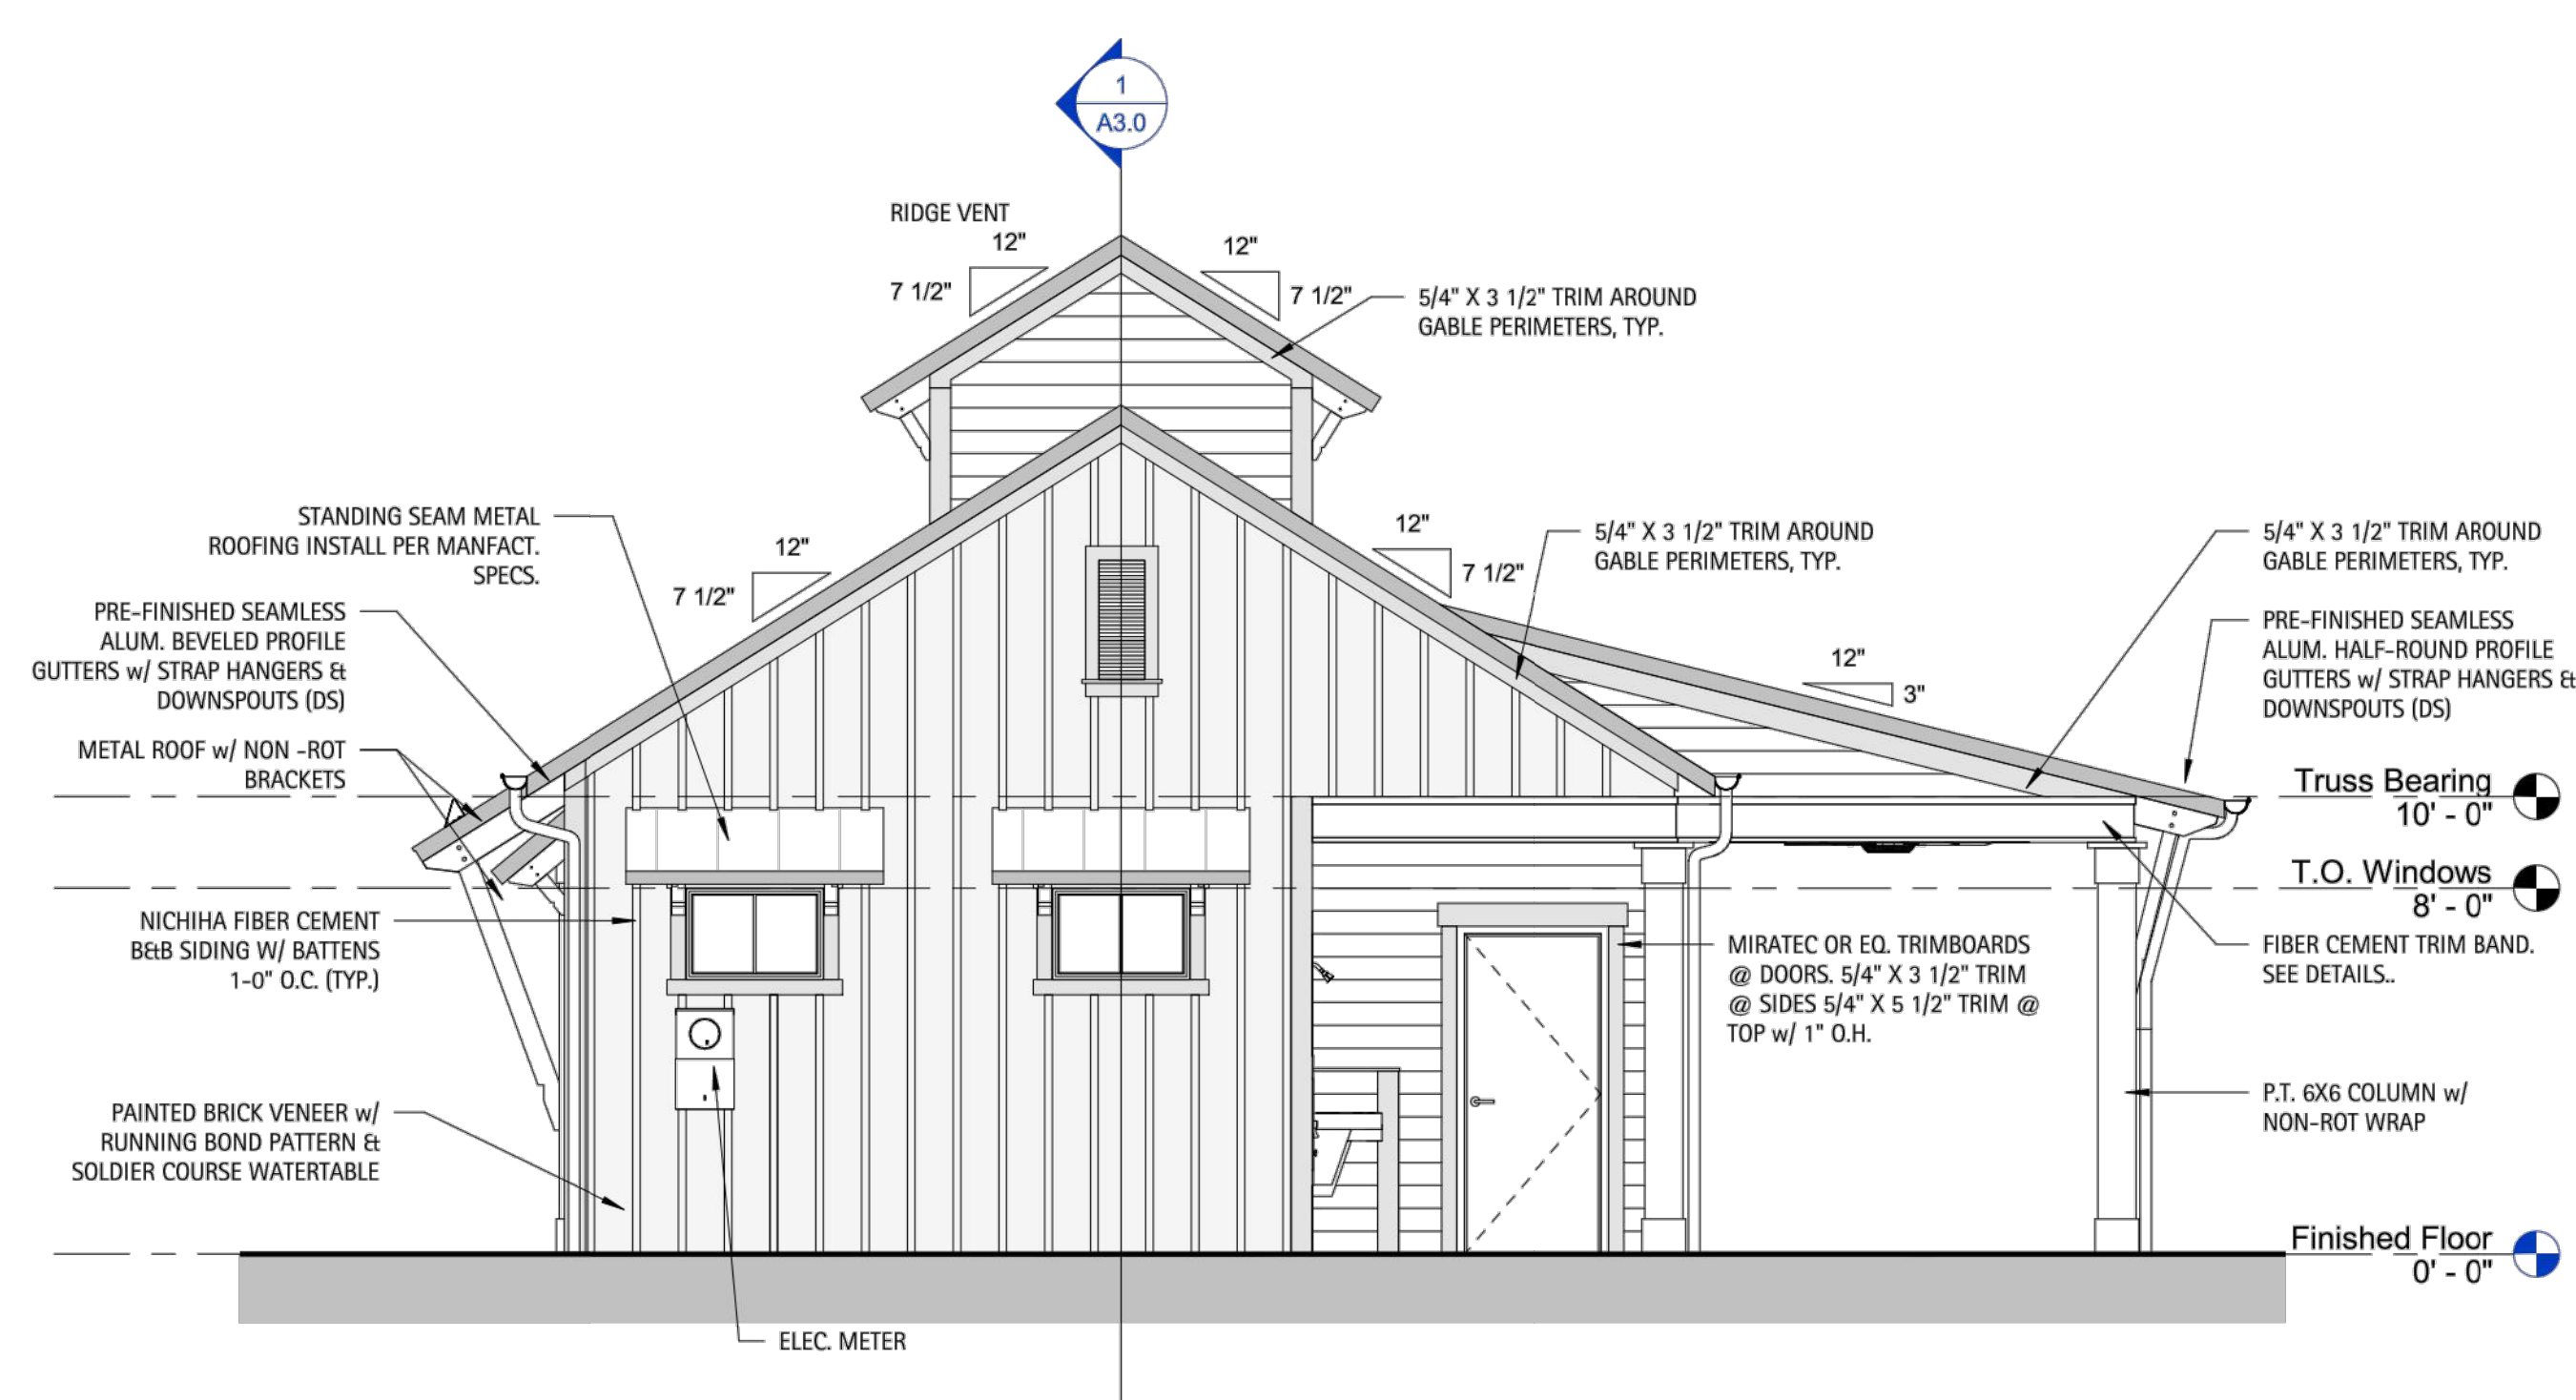 1
A3.0
RIDGE VENT
12"
7 1/2"
12"
7 1/2"
5/4" X 3 1/2" TRIM AROUND
GABLE PERIMETERS, TYP.
STANDING SEAM METAL
ROOFING INSTALL PER MANFACT.
SPECS.
12"
7 1/2"
12"
7 1/2"
5/4" X 3 1/2" TRIM AROUND
GABLE PERIMETERS, TYP.
5/4" X 3 1/2" TRIM AROUND
GABLE PERIMETERS, TYP.
PRE-FINISHED SEAMLESS
ALUM. BEVELED PROFILE
GUTTERS w/ STRAP HANGERS &
DOWNSPOUTS (DS)
12"
3"
PRE-FINISHED SEAMLESS
ALUM. HALF-ROUND PROFILE
GUTTERS w/ STRAP HANGERS &
DOWNSPOUTS (DS)
METAL ROOF w/ NON -ROT
BRACKETS
Truss Bearing
10' - 0"
T.O. Windows
8' - 0"
NICHIHA FIBER CEMENT
B&B SIDING W/ BATTENS
1-0" O.C. (TYP.)
MIRATEC OR EQ. TRIMBOARDS
@ DOORS. 5/4" X 3 1/2" TRIM
@ SIDES 5/4" X 5 1/2" TRIM @
TOP w/ 1" O.H.
FIBER CEMENT TRIM BAND.
SEE DETAILS..
PAINTED BRICK VENEER w/
RUNNING BOND PATTERN &
SOLDIER COURSE WATERTABLE
P.T. 6X6 COLUMN w/
NON-ROT WRAP
Finished Floor
0' - 0"
ELEC. METER